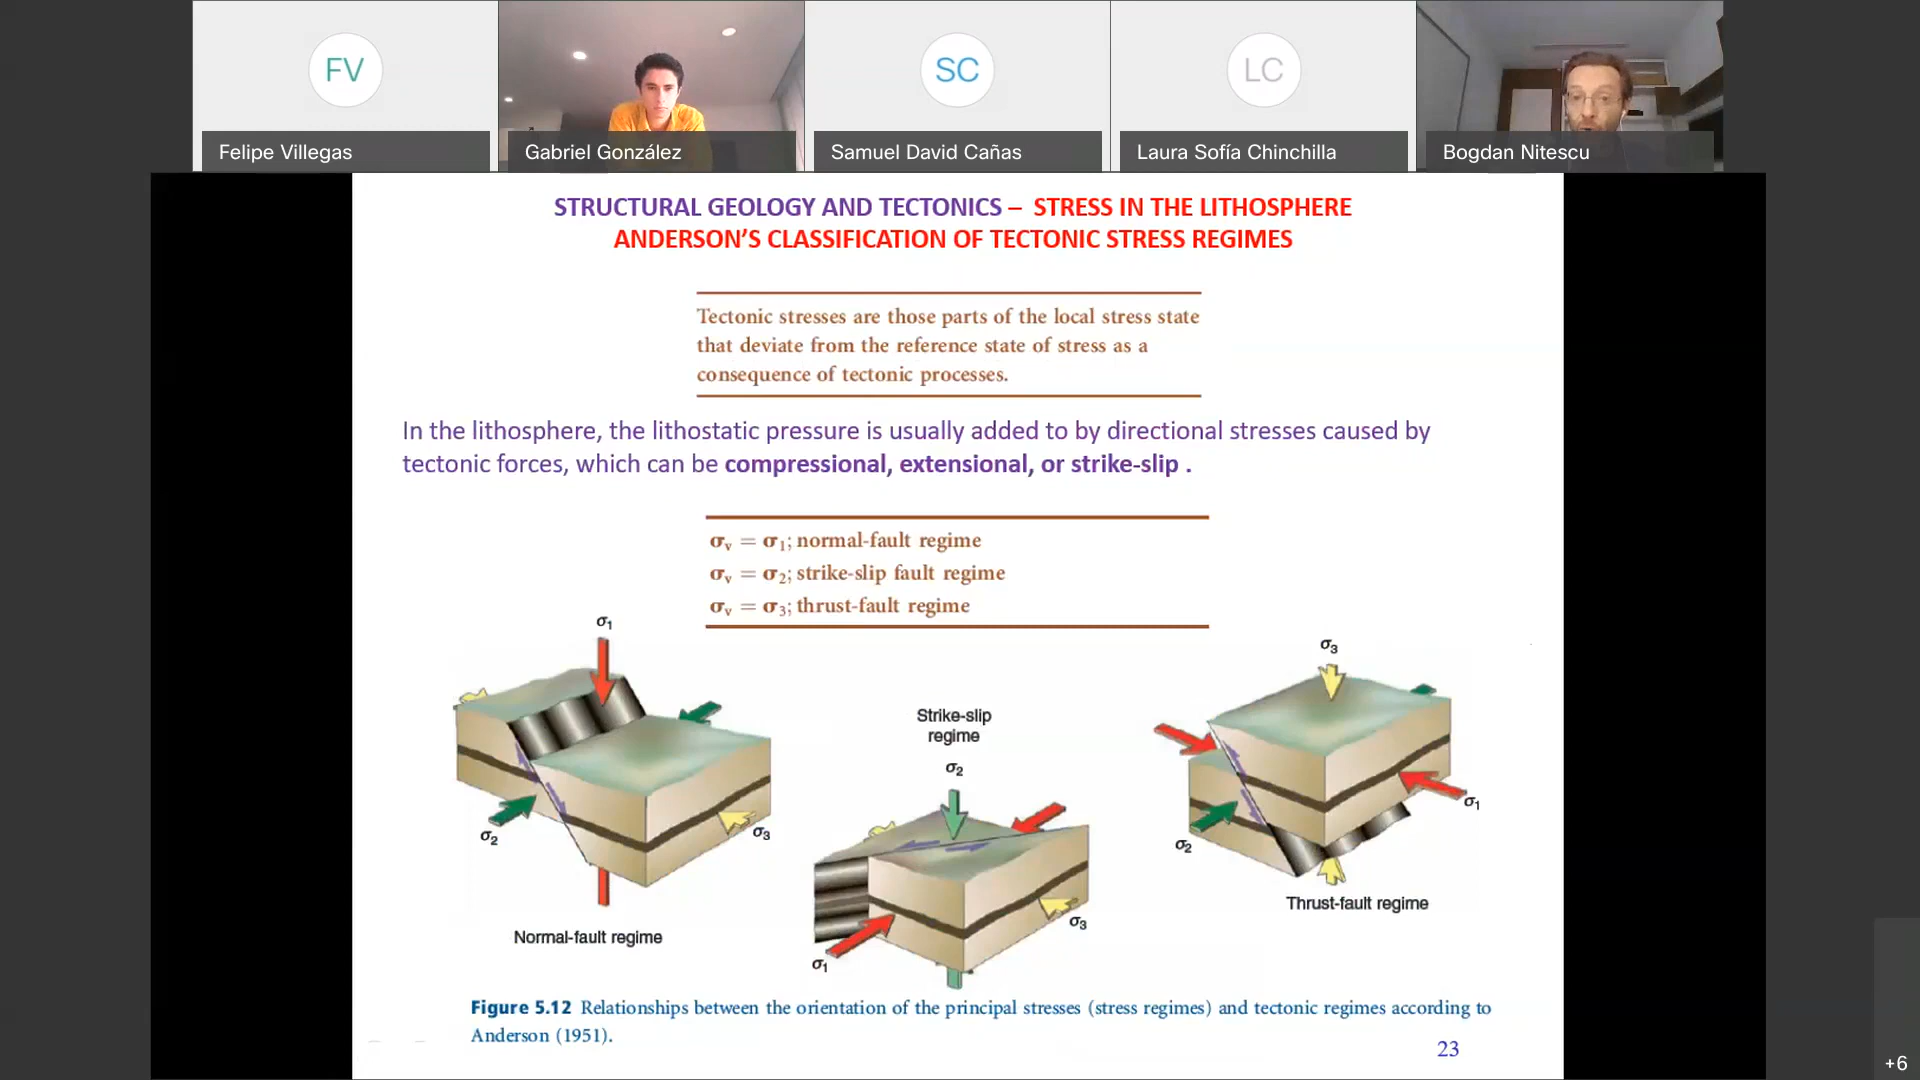 FV
SC
LC
Felipe Villegas
Gabriel González
Samuel David Cañas
Laura Sofía Chinchilla
Bogdan Nitescu
STRUCTURAL GEOLOGY AND TECTONICS – STRESS IN THE LITHOSPHERE
ANDERSON'S CLASSIFICATION OF TECTONIC STRESS REGIMES
Tectonic stresses are those parts of the local stress state
that deviate from the reference state of stress as a
consequence of tectonic processes.
In the lithosphere, the lithostatic pressure is usually added to by directional stresses caused by
tectonic forces, which can be compressional, extensional, or strike-slip .
σv = σ1; normal-fault regime
σv = σ2; strike-slip fault regime
σv = σ3; thrust-fault regime
σ1
σ2
σ3
Normal-fault regime
Strike-slip
regime
σ2
σ3
σ1
σ3
σ1
σ2
Thrust-fault regime
Figure 5.12 Relationships between the orientation of the principal stresses (stress regimes) and tectonic regimes according to
Anderson (1951).
23
+6